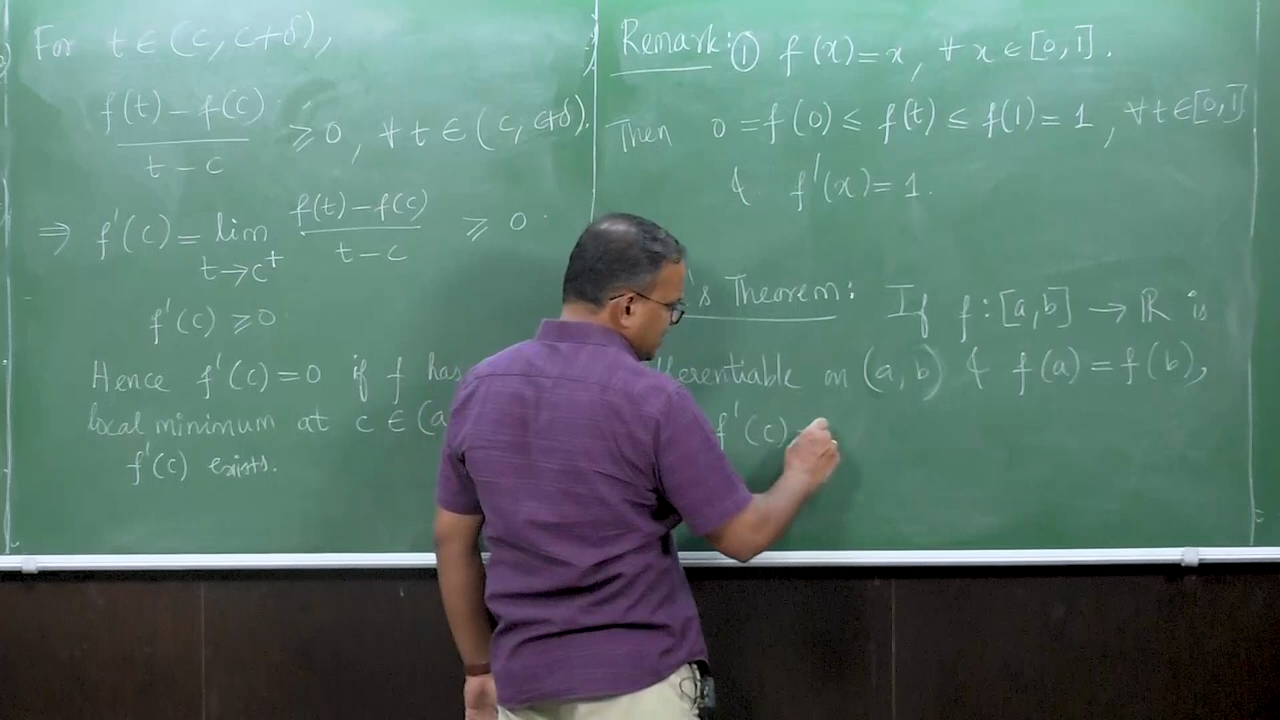 For t ∈ (c, c+δ),
f(t) − f(c)
t − c
≥ 0, ∀ t ∈ (c, c+δ).
⇒ f'(c) = lim t→c⁺
f(t) − f(c)
t − c
≥ 0.
f'(c) ≥ 0
Hence f'(c) = 0 if f has
local minimum at c ∈ (a
f'(c) exists.
Remark: ① f(x) = x, ∀ x ∈ [0,1].
Then 0 = f(0) ≤ f(t) ≤ f(1) = 1, ∀ t ∈ [0,1]
& f'(x) = 1.
's Theorem: If f : [a,b] → ℝ is
differentiable on (a,b) & f(a) = f(b),
f'(c)